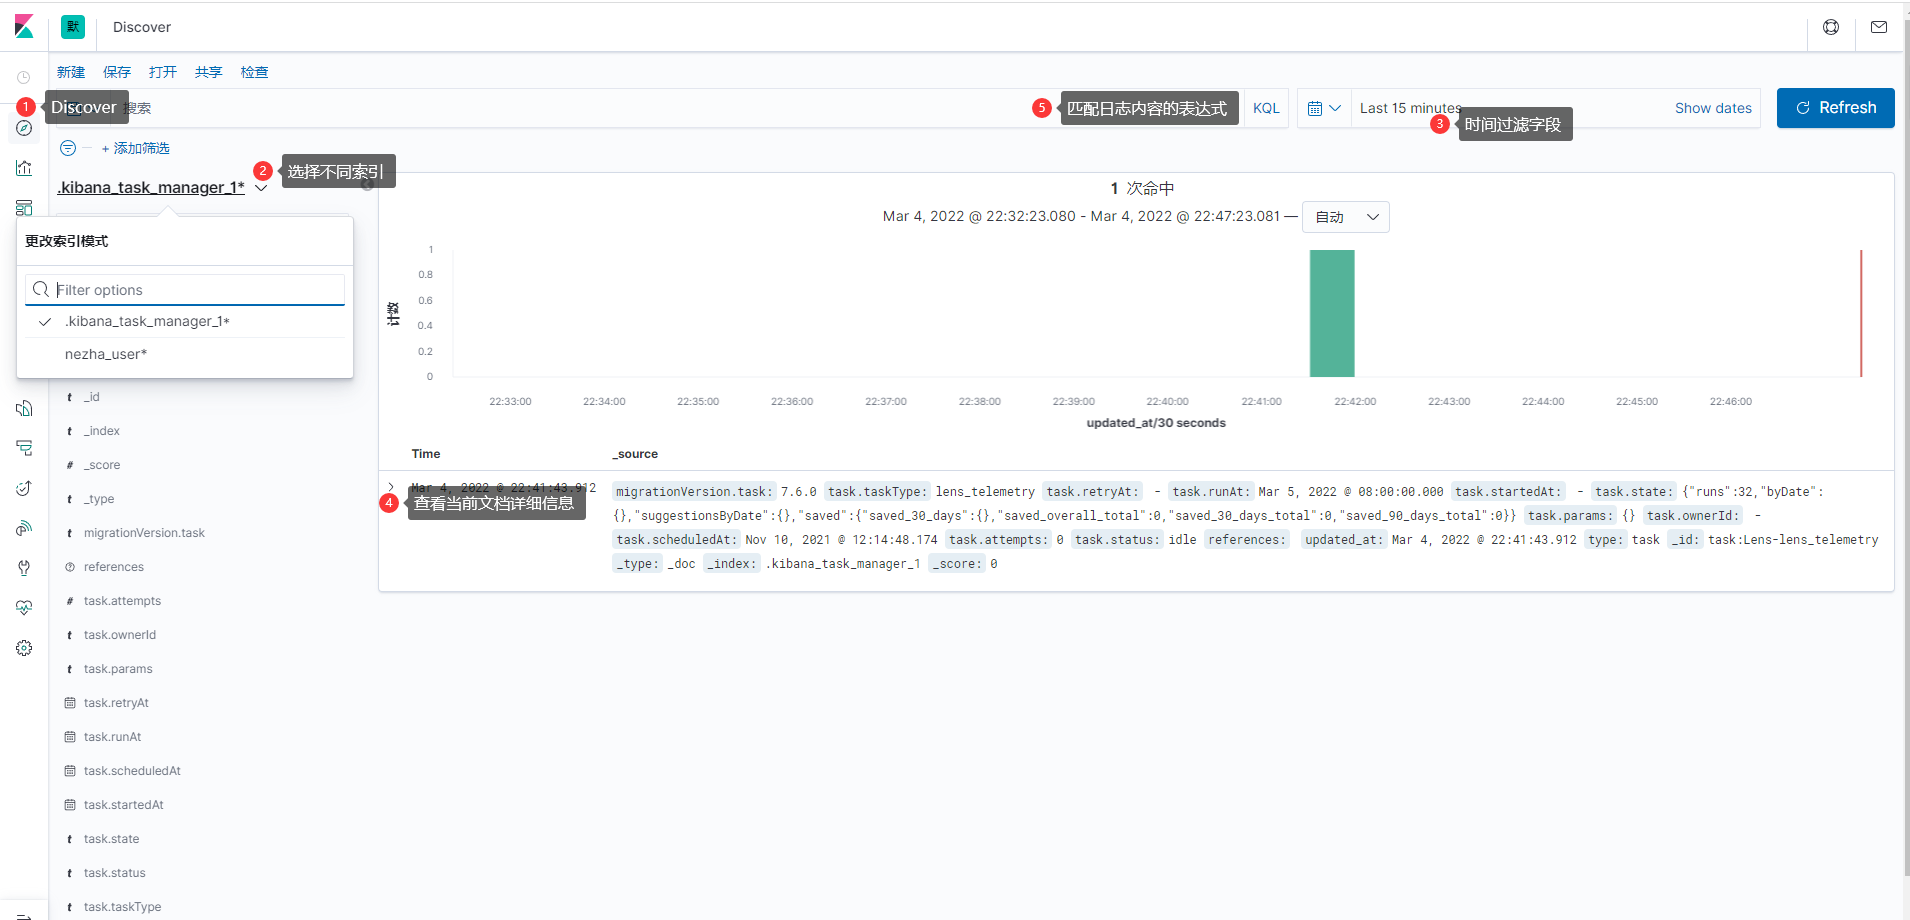 默 Discover
新建 保存 打开 共享 检查
1 Discover 搜索 5 匹配日志内容的表达式 KQL Last 15 minutes Show dates Refresh
3 时间过滤字段
+ 添加筛选
2 选择不同索引
.kibana_task_manager_1*
更改索引模式
Filter options
.kibana_task_manager_1*
nezha_user*
t _id
t _index
# _score
t _type
t migrationVersion.task
? references
# task.attempts
t task.ownerId
t task.params
task.retryAt
task.runAt
task.scheduledAt
task.startedAt
t task.state
t task.status
t task.taskType
1 次命中
Mar 4, 2022 @ 22:32:23.080 - Mar 4, 2022 @ 22:47:23.081 — 自动
计数
1
0.8
0.6
0.4
0.2
0
22:33:00 22:34:00 22:35:00 22:36:00 22:37:00 22:38:00 22:39:00 22:40:00 22:41:00 22:42:00 22:43:00 22:44:00 22:45:00 22:46:00
updated_at/30 seconds
Time _source
Mar 4, 2022 @ 22:41:43.912
4 查看当前文档详细信息
migrationVersion.task: 7.6.0 task.taskType: lens_telemetry task.retryAt: - task.runAt: Mar 5, 2022 @ 08:00:00.000 task.startedAt: - task.state: {"runs":32,"byDate":
{},"suggestionsByDate":{},"saved":{"saved_30_days":{},"saved_overall_total":0,"saved_30_days_total":0,"saved_90_days_total":0}} task.params: {} task.ownerId: -
task.scheduledAt: Nov 10, 2021 @ 12:14:48.174 task.attempts: 0 task.status: idle references: updated_at: Mar 4, 2022 @ 22:41:43.912 type: task _id: task:Lens-lens_telemetry
_type: _doc _index: .kibana_task_manager_1 _score: 0